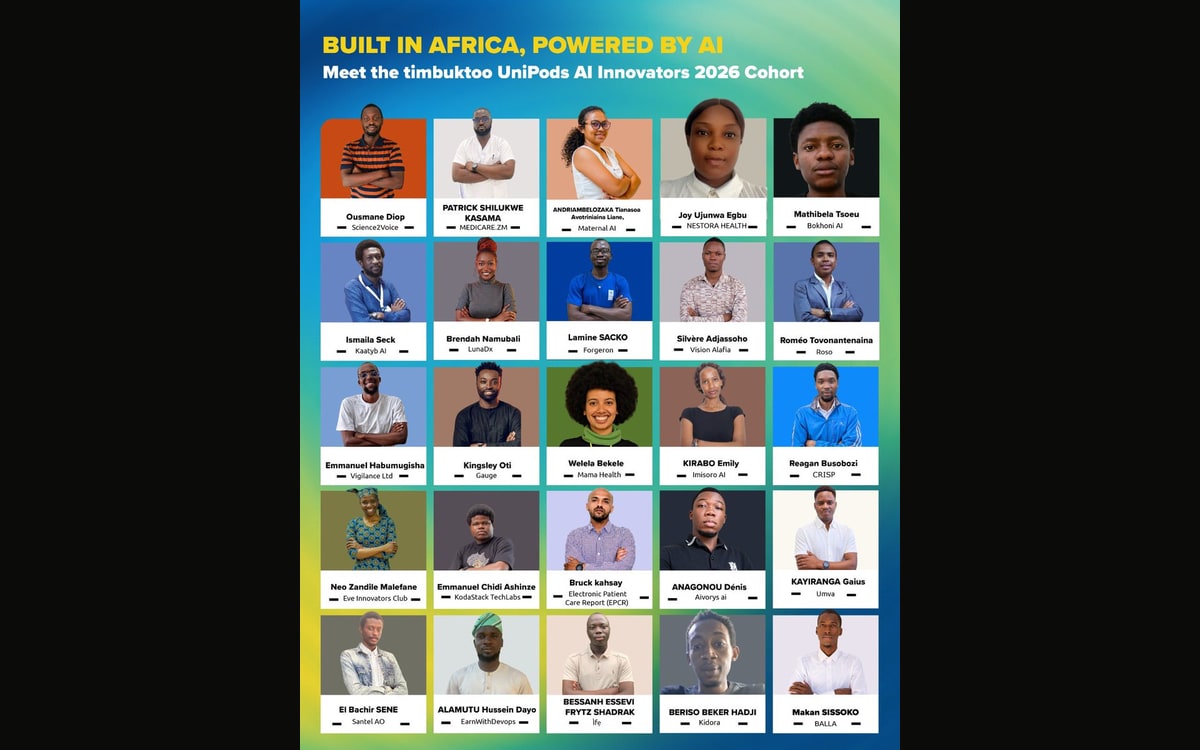 BUILT IN AFRICA, POWERED BY AI
Meet the timbuktoo UniPods AI Innovators 2026 Cohort
Ousmane Diop
Science2Voice
PATRICK SHILUKWE
KASAMA
MEDICARE.ZM
ANDRIAMBELOZAKA Tianasoa
Avotriniaina Liane,
Maternal AI
Joy Ujunwa Egbu
NESTORA HEALTH
Mathibela Tsoeu
Bokhoni AI
Ismaila Seck
Kaatyb AI
Brendah Namubali
LunaDx
Lamine SACKO
Forgeron
Silvère Adjassoho
Vision Alafia
Roméo Tovonantenaina
Roso
Emmanuel Habumugisha
Vigilance Ltd
Kingsley Oti
Gauge
Welela Bekele
Mama Health
KIRABO Emily
Imisoro AI
Reagan Busobozi
CRISP
Neo Zandile Malefane
Eve Innovators Club
Emmanuel Chidi Ashinze
KodaStack TechLabs
Bruck kahsay
Electronic Patient
Care Report (EPCR)
ANAGONOU Dénis
Aivorys ai
KAYIRANGA Gaius
Umva
El Bachir SENE
Santel AO
ALAMUTU Hussein Dayo
EarnWithDevops
BESSANH ESSEVI
FRYTZ SHADRAK
Ìfẹ
BERISO BEKER HADJI
Kidora
Makan SISSOKO
BALLA